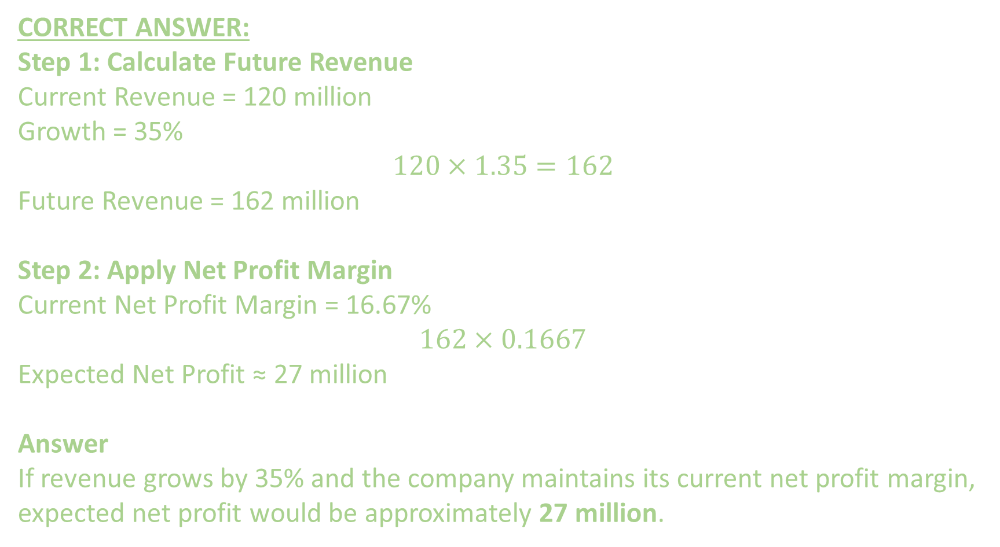 CORRECT ANSWER:
Step 1: Calculate Future Revenue
Current Revenue = 120 million
Growth = 35%
120 × 1.35 = 162
Future Revenue = 162 million
Step 2: Apply Net Profit Margin
Current Net Profit Margin = 16.67%
162 × 0.1667
Expected Net Profit ≈ 27 million
Answer
If revenue grows by 35% and the company maintains its current net profit margin,
expected net profit would be approximately 27 million.